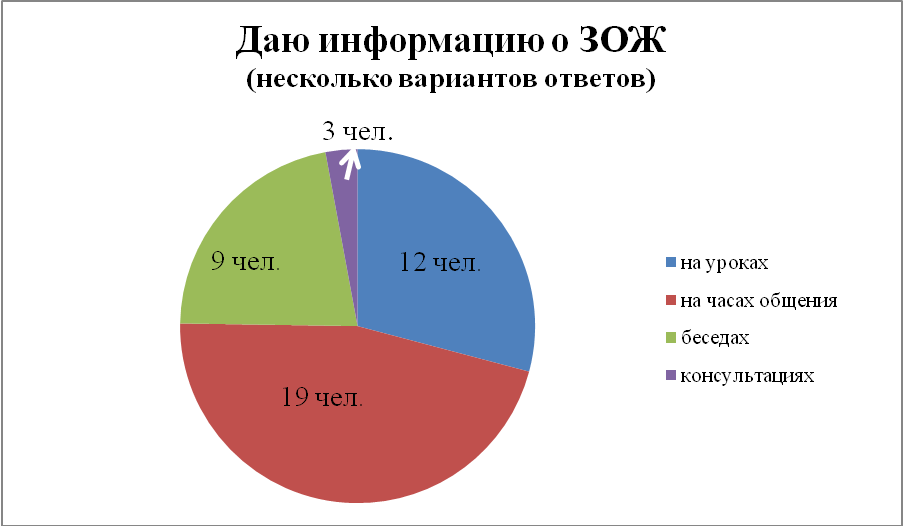 Даю информацию о ЗОЖ
(несколько вариантов ответов)
3 чел.
9 чел.
12 чел.
19 чел.
на уроках
на часах общения
беседах
консультациях